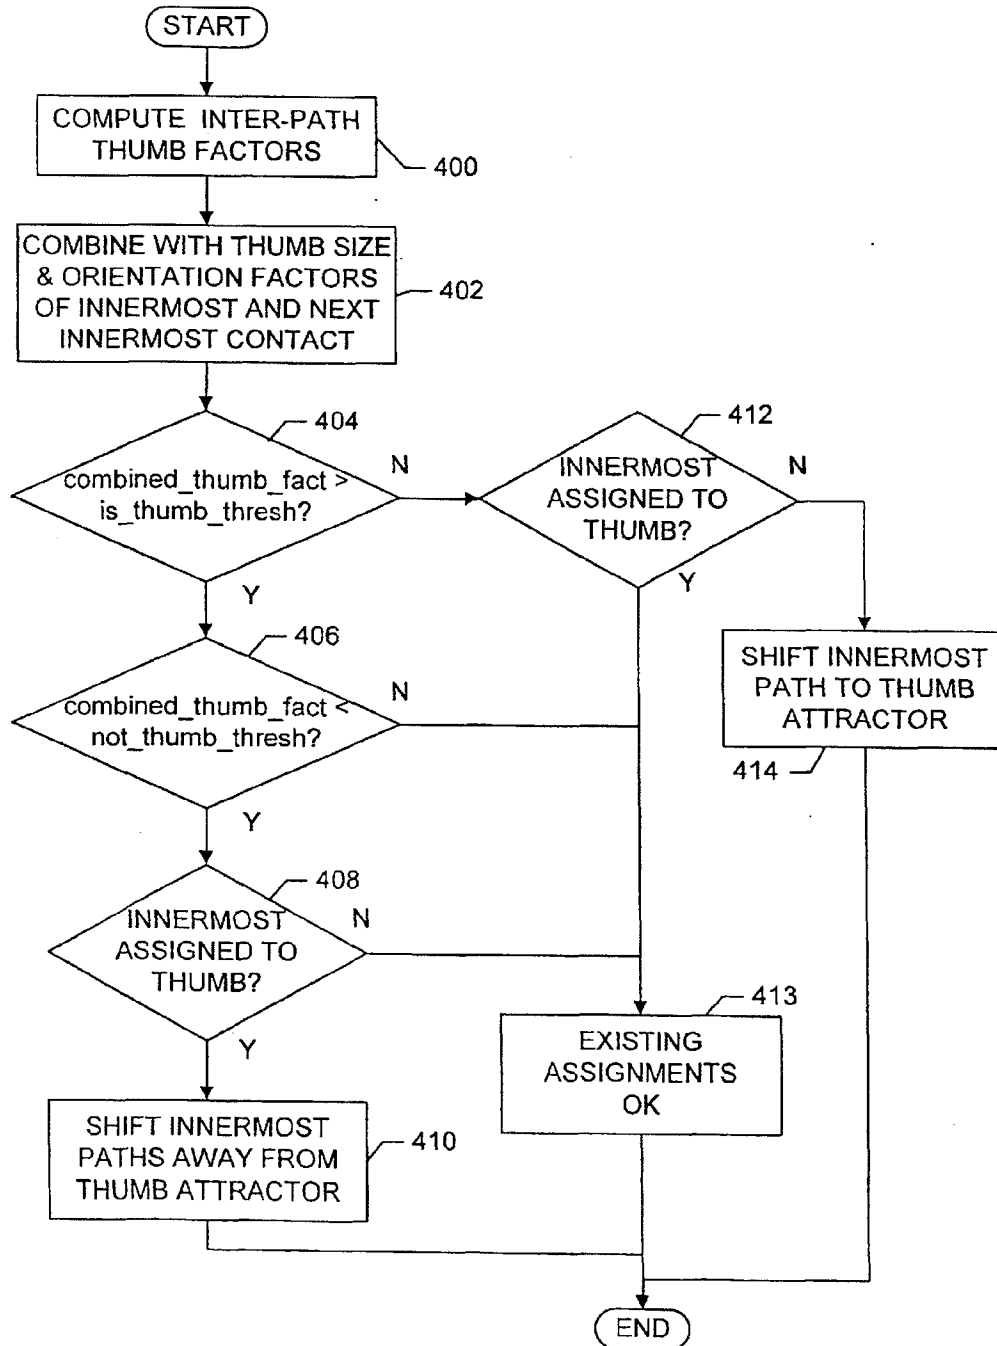 START
COMPUTE INTER-PATH
THUMB FACTORS
400
COMBINE WITH THUMB SIZE
& ORIENTATION FACTORS
OF INNERMOST AND NEXT
INNERMOST CONTACT
402
404
combined_thumb_fact >
is_thumb_thresh?
N
Y
412
INNERMOST
ASSIGNED TO
THUMB?
N
Y
406
combined_thumb_fact <
not_thumb_thresh?
N
Y
SHIFT INNERMOST
PATH TO THUMB
ATTRACTOR
414
408
INNERMOST
ASSIGNED TO
THUMB?
N
Y
413
EXISTING
ASSIGNMENTS
OK
SHIFT INNERMOST
PATHS AWAY FROM
THUMB ATTRACTOR
410
END